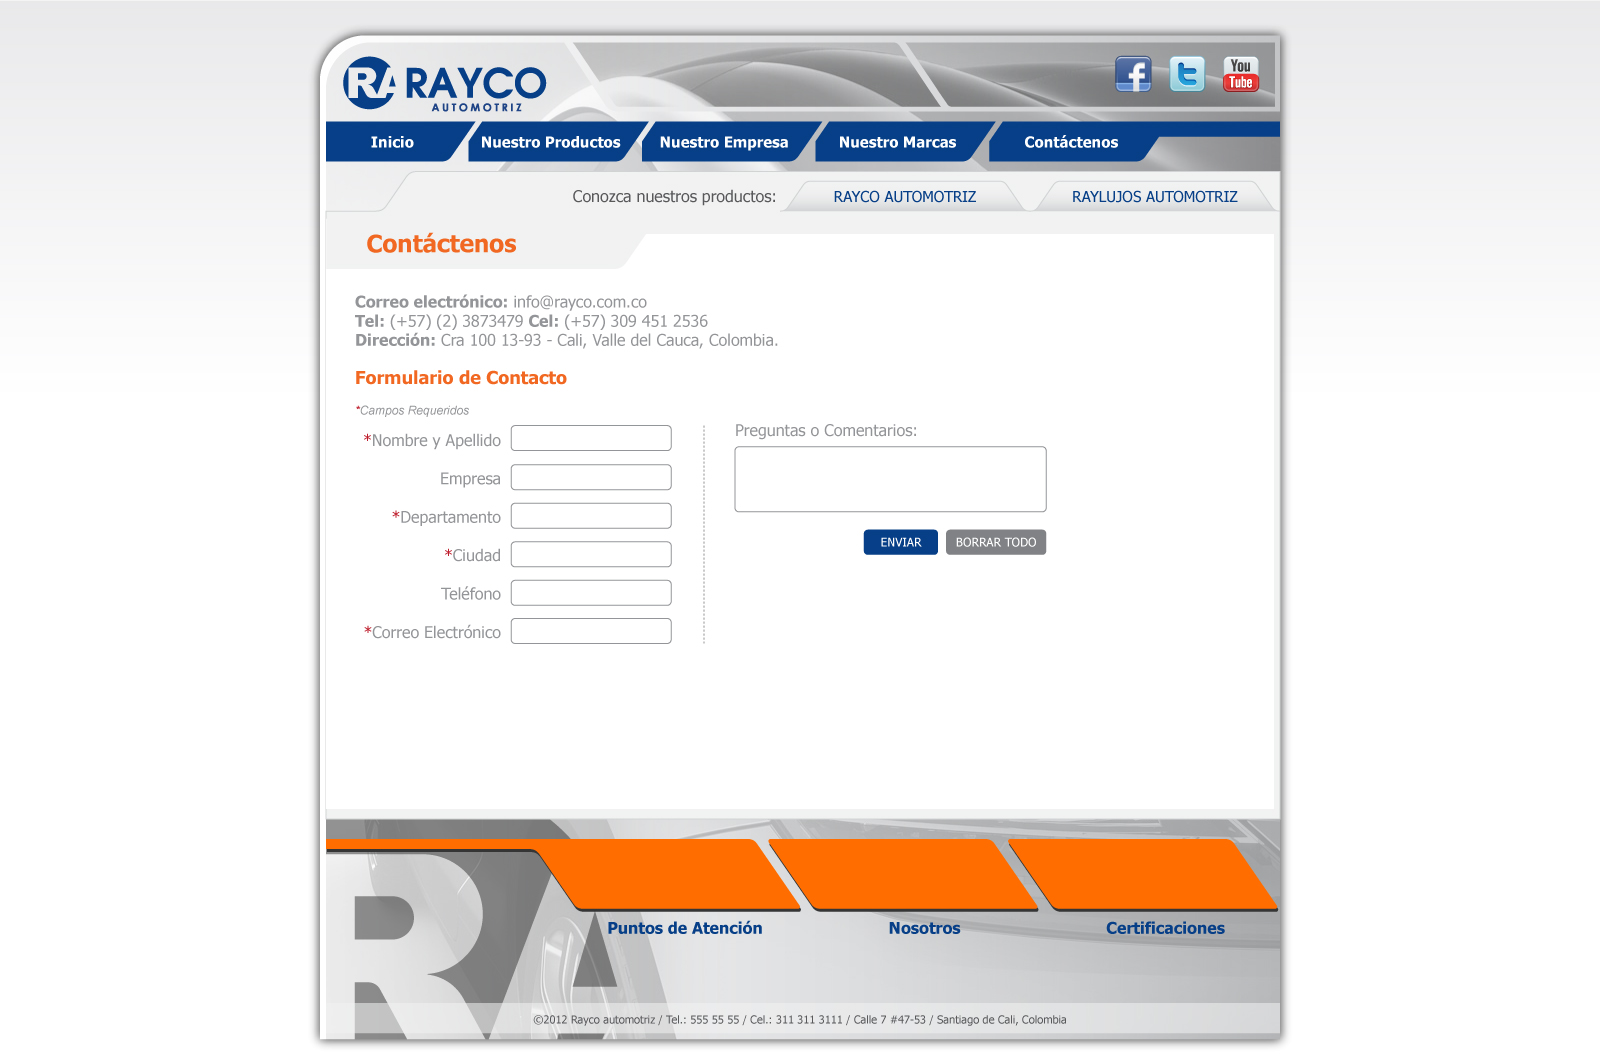 RA RAYCO
AUTOMOTRIZ
You
Tube
Inicio
Nuestro Productos
Nuestro Empresa
Nuestro Marcas
Contáctenos
Conozca nuestros productos:
RAYCO AUTOMOTRIZ
RAYLUJOS AUTOMOTRIZ
Contáctenos
Correo electrónico: info@rayco.com.co
Tel: (+57) (2) 3873479 Cel: (+57) 309 451 2536
Dirección: Cra 100 13-93 - Cali, Valle del Cauca, Colombia.
Formulario de Contacto
*Campos Requeridos
*Nombre y Apellido
Empresa
*Departamento
*Ciudad
Teléfono
*Correo Electrónico
Preguntas o Comentarios:
ENVIAR
BORRAR TODO
RA
Puntos de Atención
Nosotros
Certificaciones
©2012 Rayco automotriz / Tel.: 555 55 55 / Cel.: 311 311 3111 / Calle 7 #47-53 / Santiago de Cali, Colombia